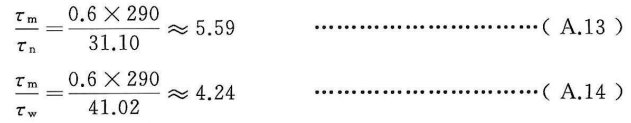 τₘ/τₙ = 0.6×290/31.10 ≈ 5.59 ……………………………( A.13 )
τₘ/τ_w = 0.6×290/41.02 ≈ 4.24 ……………………………( A.14 )